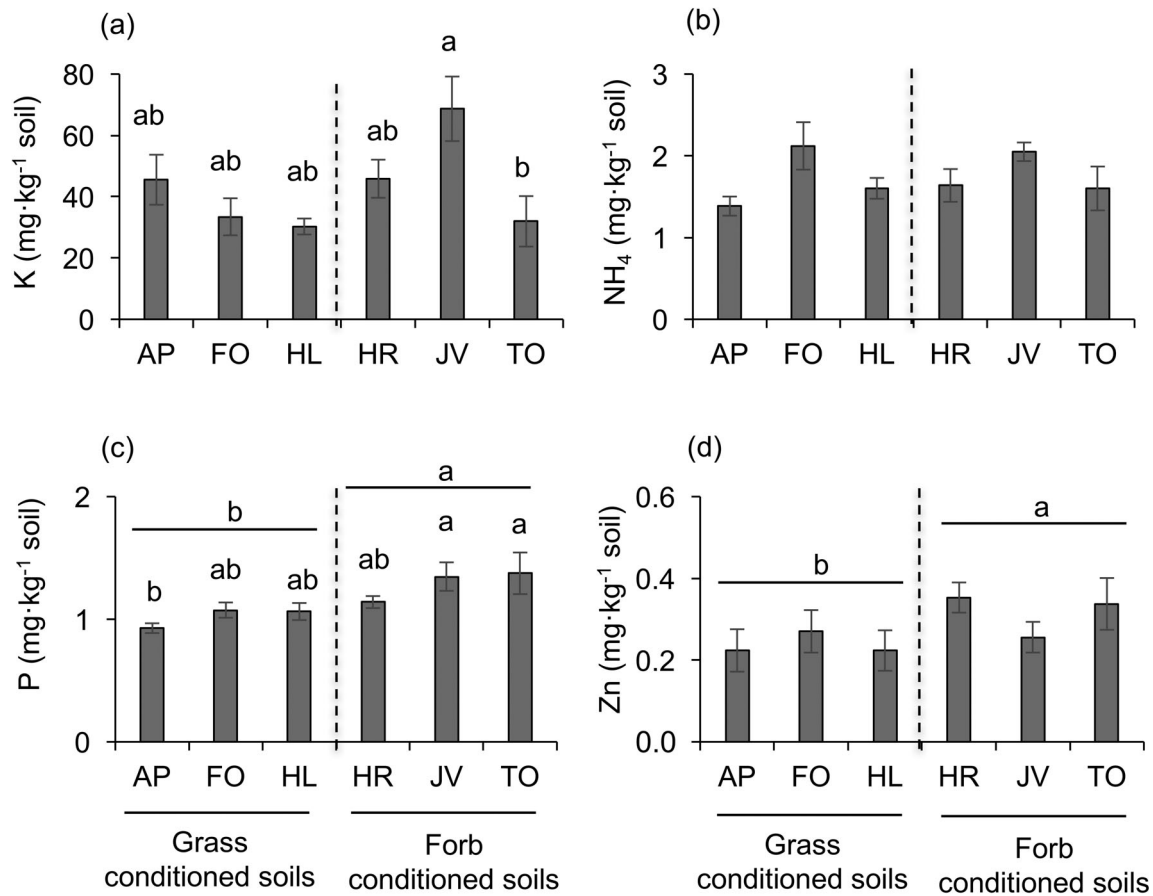 (a)
K (mg·kg⁻¹ soil)
80
60
40
20
0
ab
ab
ab
ab
a
b
AP FO HL HR JV TO
(b)
NH₄ (mg·kg⁻¹ soil)
3
2
1
0
AP FO HL HR JV TO
(c)
P (mg·kg⁻¹ soil)
2
1
0
b
a
b
ab
ab
ab
a
a
AP FO HL HR JV TO
Grass
conditioned soils
Forb
conditioned soils
(d)
Zn (mg·kg⁻¹ soil)
0.6
0.4
0.2
0.0
b
a
AP FO HL HR JV TO
Grass
conditioned soils
Forb
conditioned soils